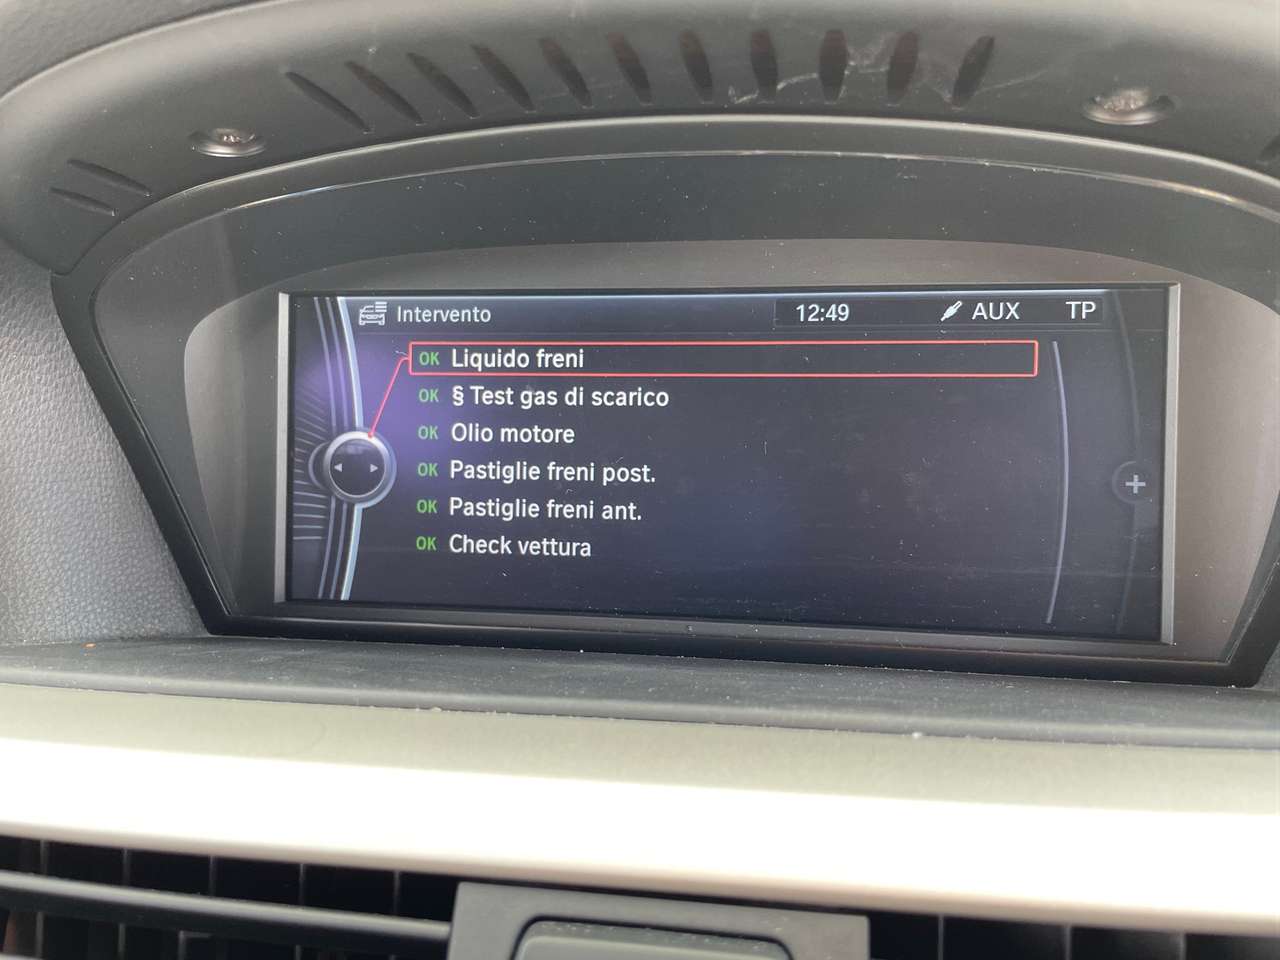 Intervento 12:49 AUX TP
OK Liquido freni
OK § Test gas di scarico
OK Olio motore
OK Pastiglie freni post.
OK Pastiglie freni ant.
OK Check vettura